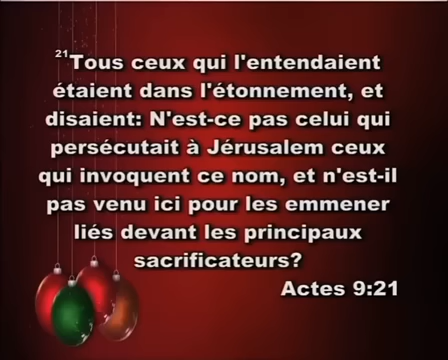 21Tous ceux qui l'entendaient
étaient dans l'étonnement, et
disaient: N'est-ce pas celui qui
persécutait à Jérusalem ceux
qui invoquent ce nom, et n'est-il
pas venu ici pour les emmener
liés devant les principaux
sacrificateurs?
Actes 9:21